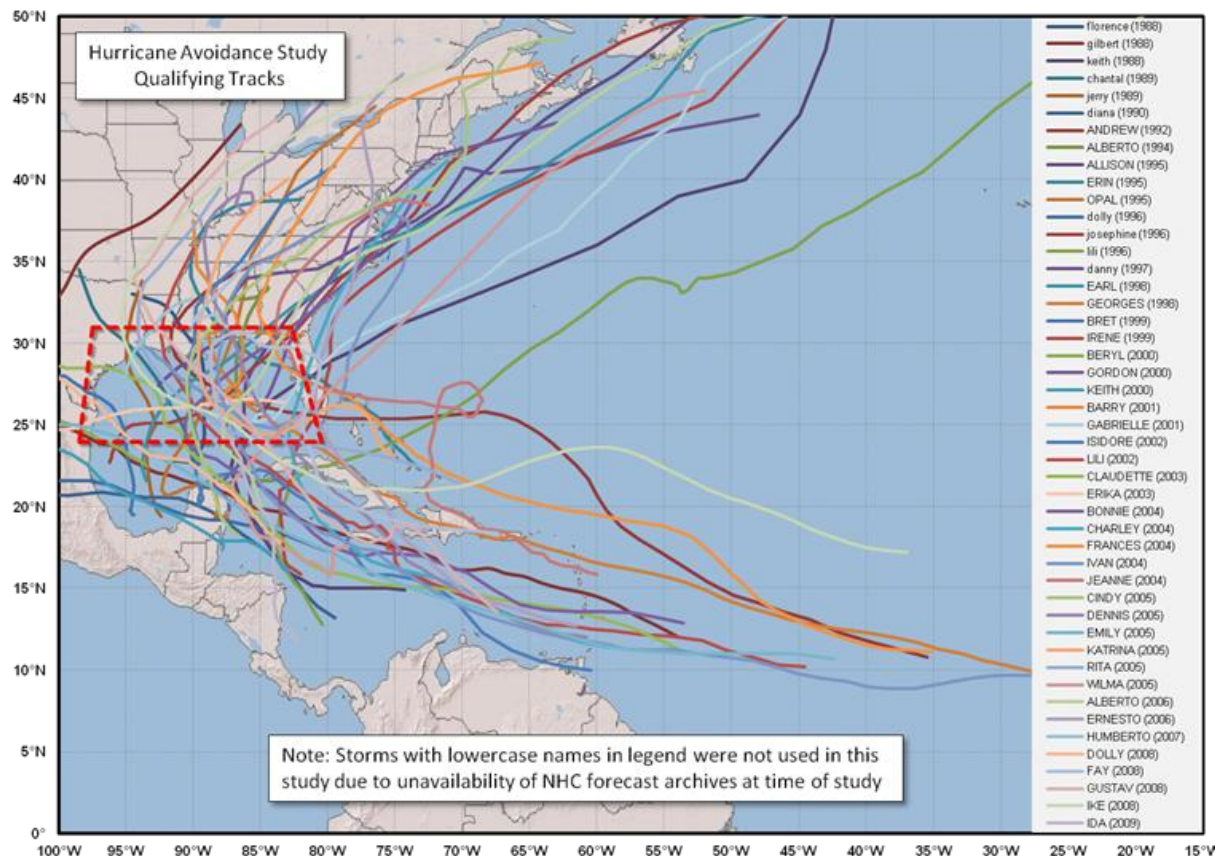 50°N
45°N
40°N
35°N
30°N
25°N
20°N
15°N
10°N
5°N
0°
100°W 95°W 90°W 85°W 80°W 75°W 70°W 65°W 60°W 55°W 50°W 45°W 40°W 35°W 30°W 25°W 20°W 15°W
Hurricane Avoidance Study
Qualifying Tracks
Note: Storms with lowercase names in legend were not used in this
study due to unavailability of NHC forecast archives at time of study
florence (1988)
gilbert (1988)
keith (1988)
chantal (1989)
jerry (1989)
diana (1990)
ANDREW (1992)
ALBERTO (1994)
ALLISON (1995)
ERIN (1995)
OPAL (1995)
dolly (1996)
josephine (1996)
lili (1996)
danny (1997)
EARL (1998)
GEORGES (1998)
BRET (1999)
IRENE (1999)
BERYL (2000)
GORDON (2000)
KEITH (2000)
BARRY (2001)
GABRIELLE (2001)
ISIDORE (2002)
LILI (2002)
CLAUDETTE (2003)
ERIKA (2003)
BONNIE (2004)
CHARLEY (2004)
FRANCES (2004)
IVAN (2004)
JEANNE (2004)
CINDY (2005)
DENNIS (2005)
EMILY (2005)
KATRINA (2005)
RITA (2005)
WILMA (2005)
ALBERTO (2006)
ERNESTO (2006)
HUMBERTO (2007)
DOLLY (2008)
FAY (2008)
GUSTAV (2008)
IKE (2008)
IDA (2009)